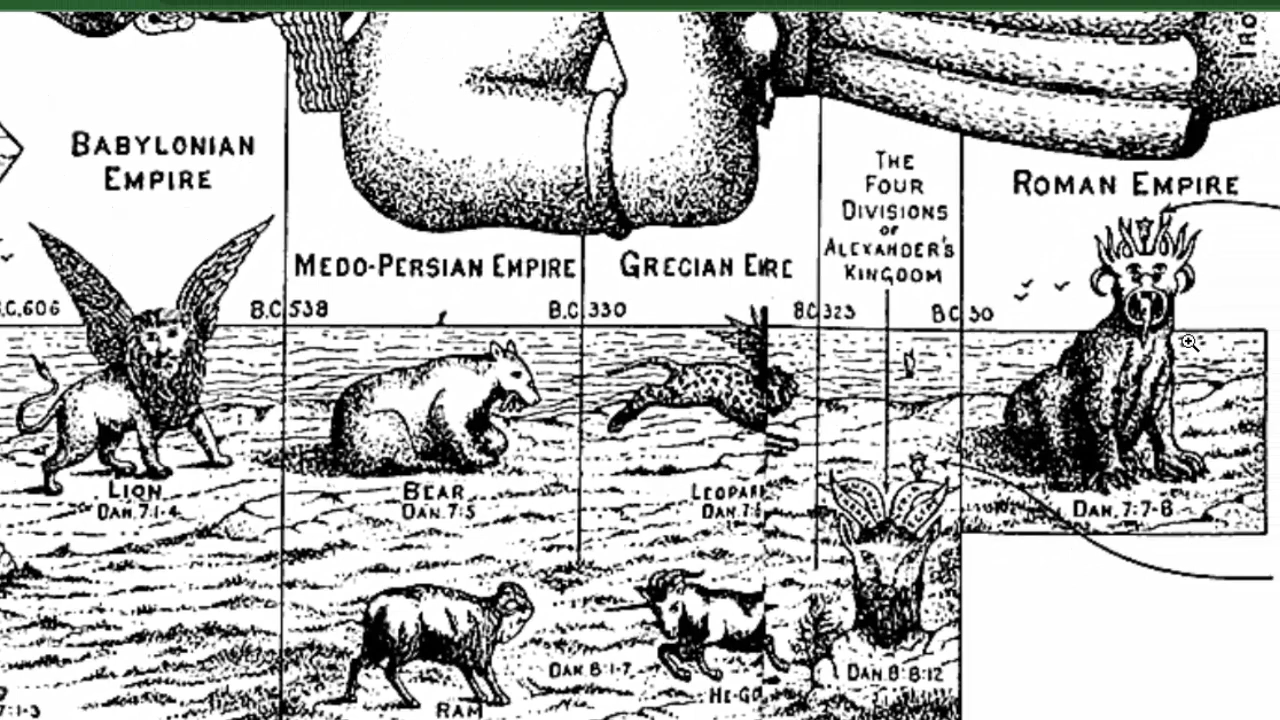 BABYLONIAN
EMPIRE
MEDO-PERSIAN EMPIRE
GRECIAN
THE
FOUR
DIVISIONS
OF
ALEXANDER'S
KINGDOM
ROMAN EMPIRE
B.C. 538
B.C. 330
B.C. 323
B.C. 30
LION
DAN. 7:1-4.
BEAR
DAN. 7:5
DAN. 7:7-8
DAN 8:1-7
DAN. 8:8-12
RAM